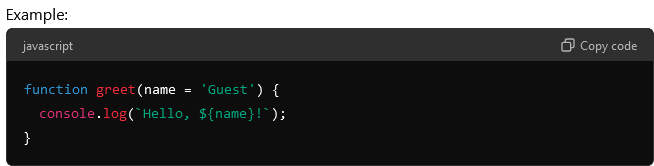 Example:
javascript
Copy code
function greet(name = 'Guest') {
  console.log(`Hello, ${name}!`);
}